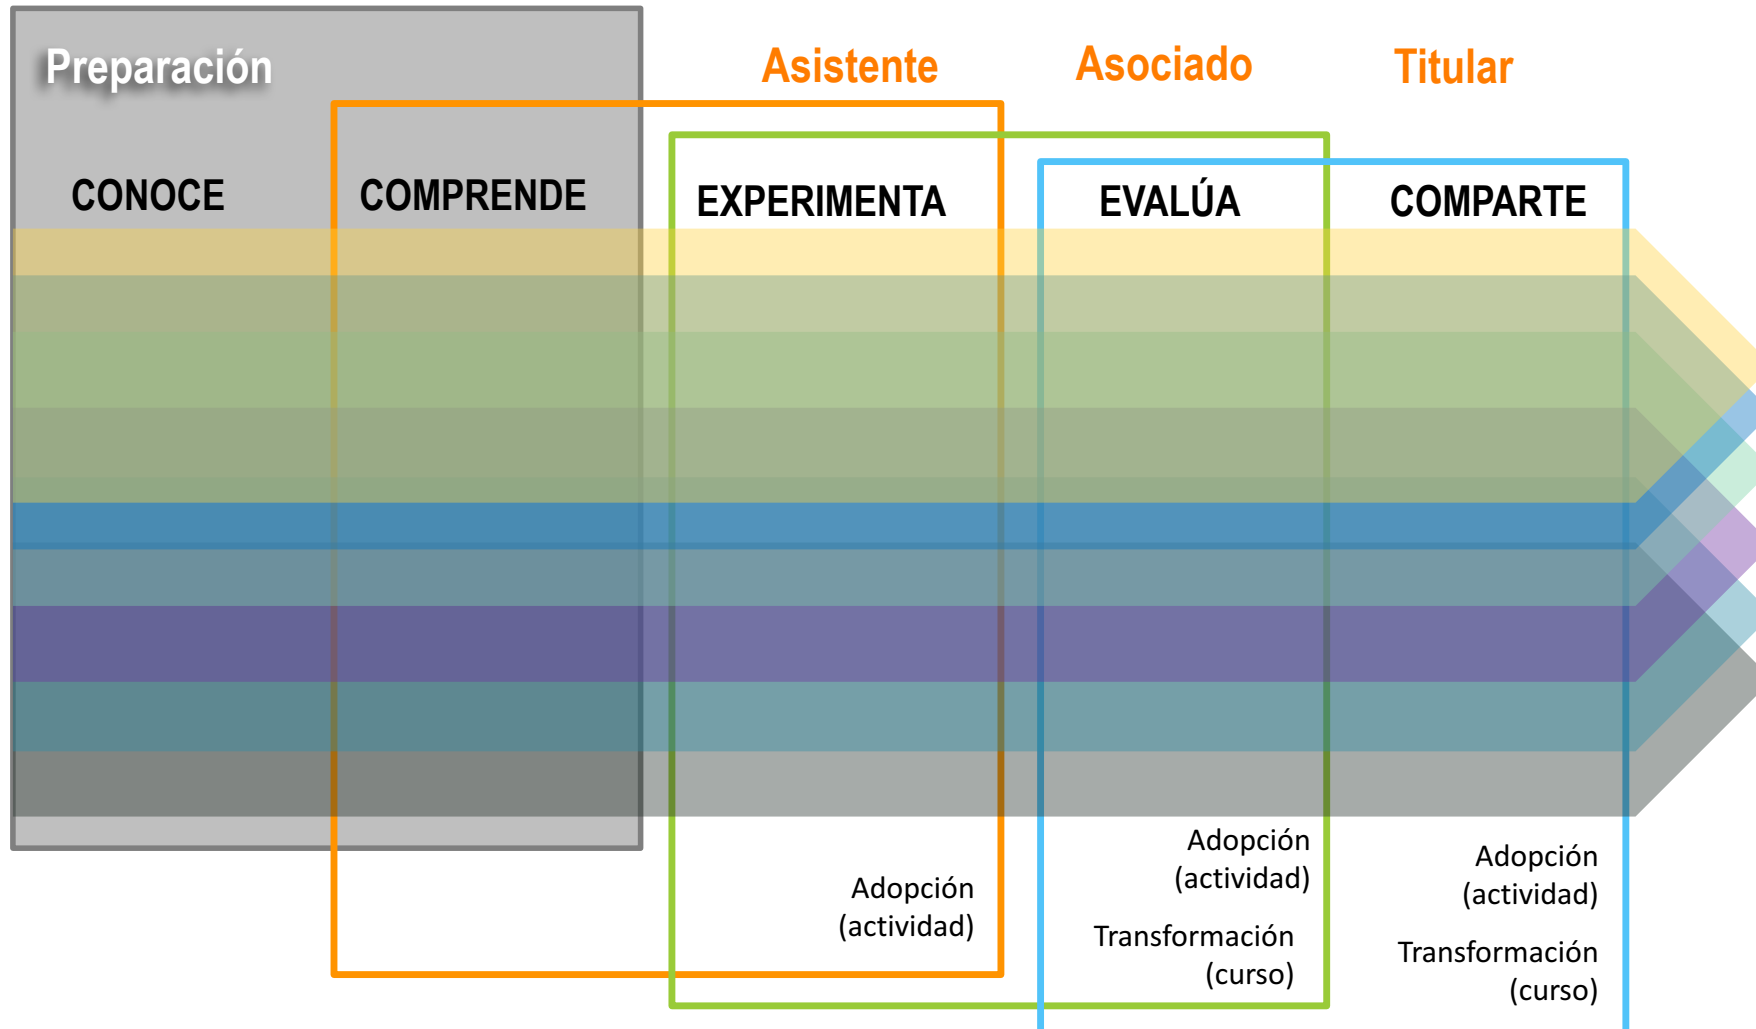 Preparación
Asistente
Asociado
Titular
CONOCE
COMPRENDE
EXPERIMENTA
EVALÚA
COMPARTE
Adopción
(actividad)
Adopción
(actividad)
Transformación
(curso)
Adopción
(actividad)
Transformación
(curso)